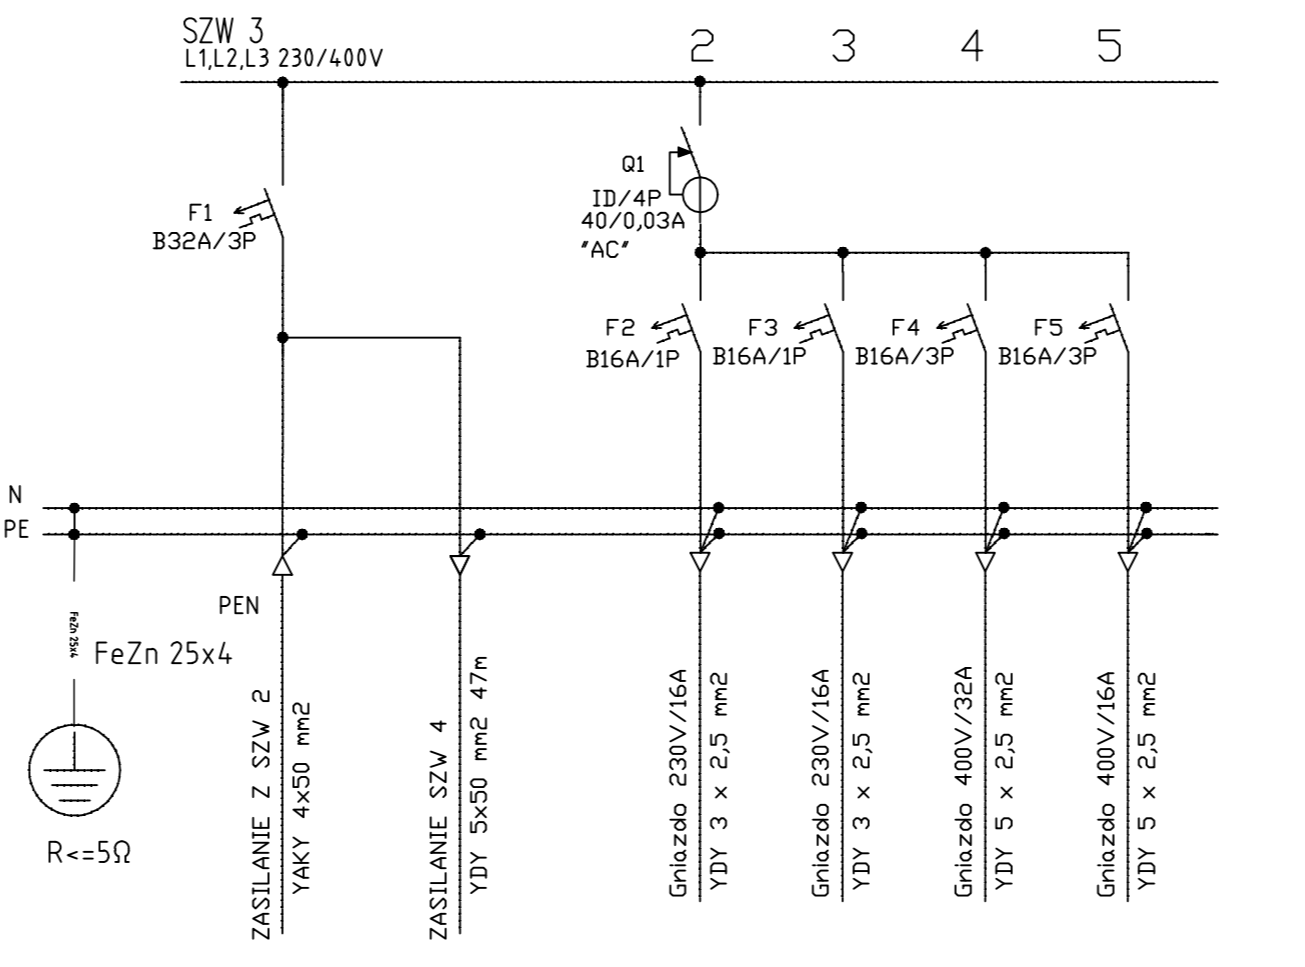 SZW 3
L1,L2,L3 230/400V
2
3
4
5
Q1
ID/4P
40/0,03A
"AC"
F1
B32A/3P
F2
B16A/1P
F3
B16A/1P
F4
B16A/3P
F5
B16A/3P
N
PE
PEN
FeZn 25x4
FeZn 25x4
R<=5Ω
ZASILANIE Z SZW 2
YAKY 4x50 mm2
ZASILANIE SZW 4
YDY 5x50 mm2 47m
Gniazdo 230V/16A
YDY 3 x 2,5 mm2
Gniazdo 230V/16A
YDY 3 x 2,5 mm2
Gniazdo 400V/32A
YDY 5 x 2,5 mm2
Gniazdo 400V/16A
YDY 5 x 2,5 mm2